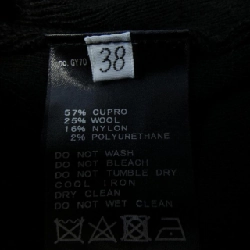 38
57% CUPRO
25% WOOL
16% NYLON
2% POLYURETHANE
DO NOT WASH
DO NOT BLEACH
DO NOT TUMBLE DRY
COOL IRON
DRY CLEAN
DO NOT WET CLEAN